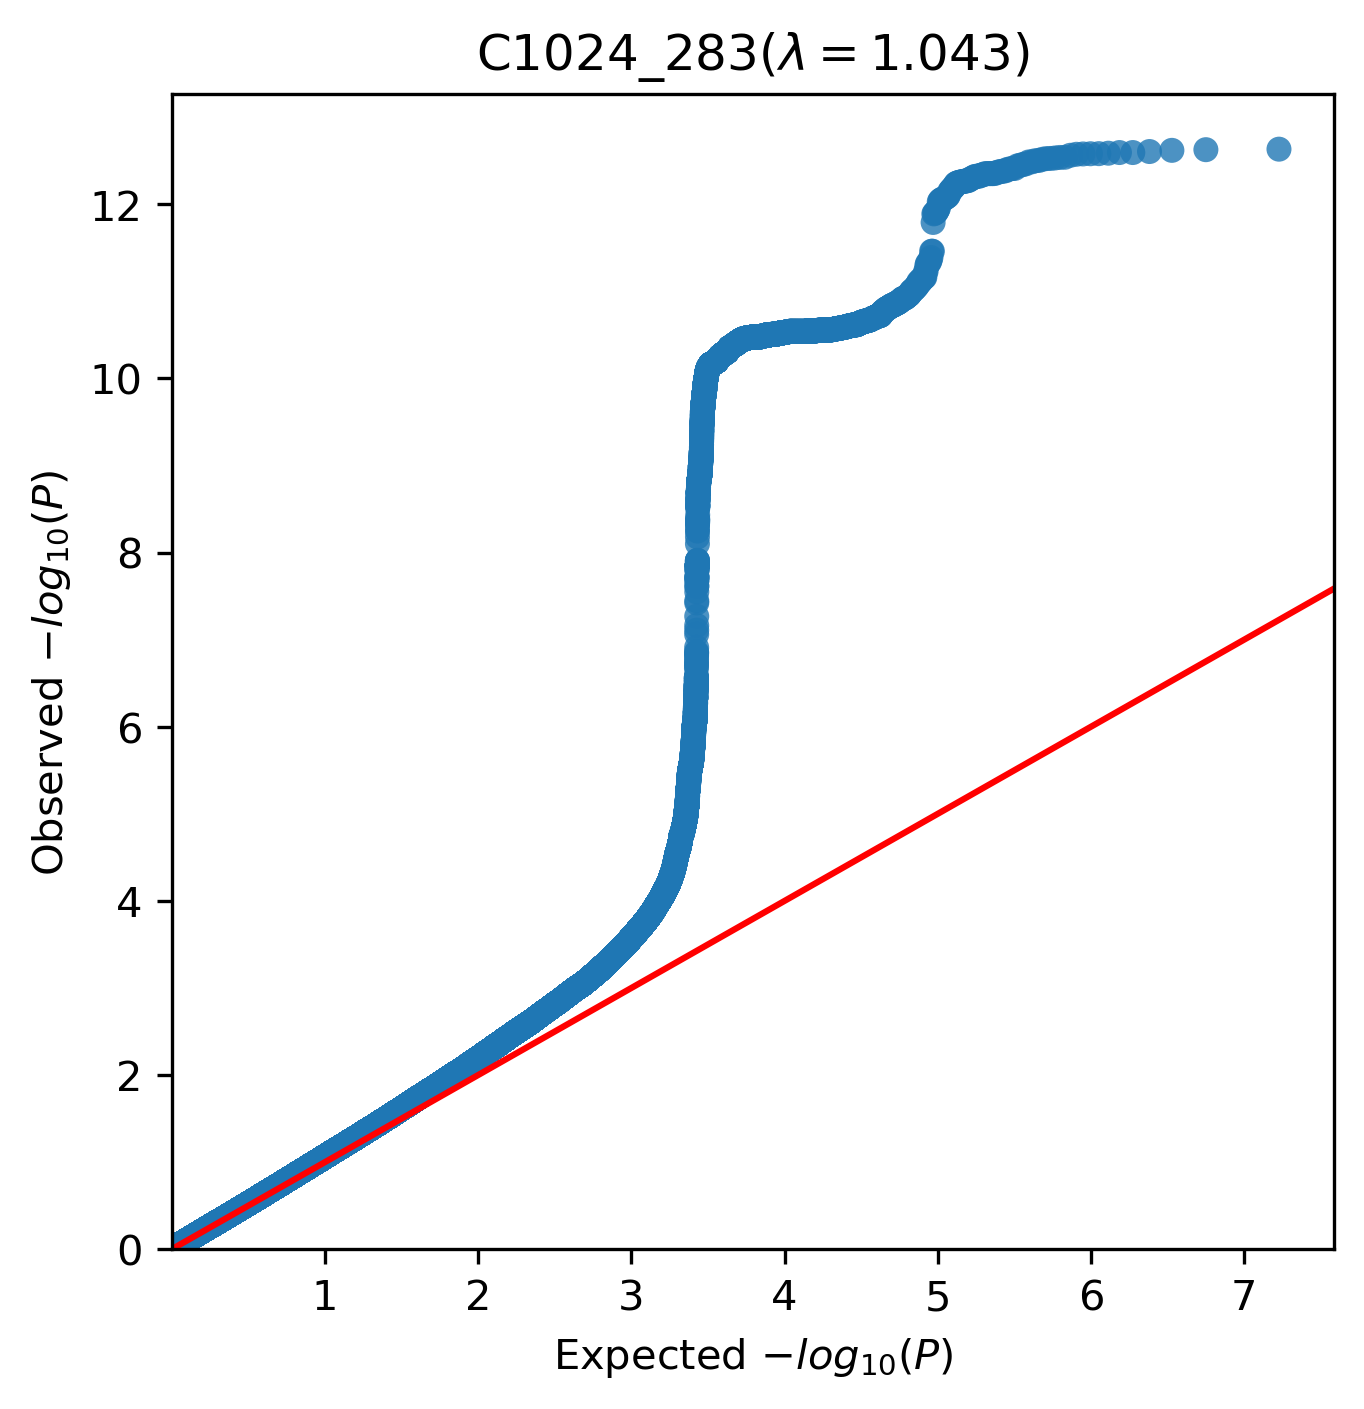 C1024_283(λ = 1.043)
Observed −log₁₀(P)
12
10
8
6
4
2
0
1 2 3 4 5 6 7
Expected −log₁₀(P)